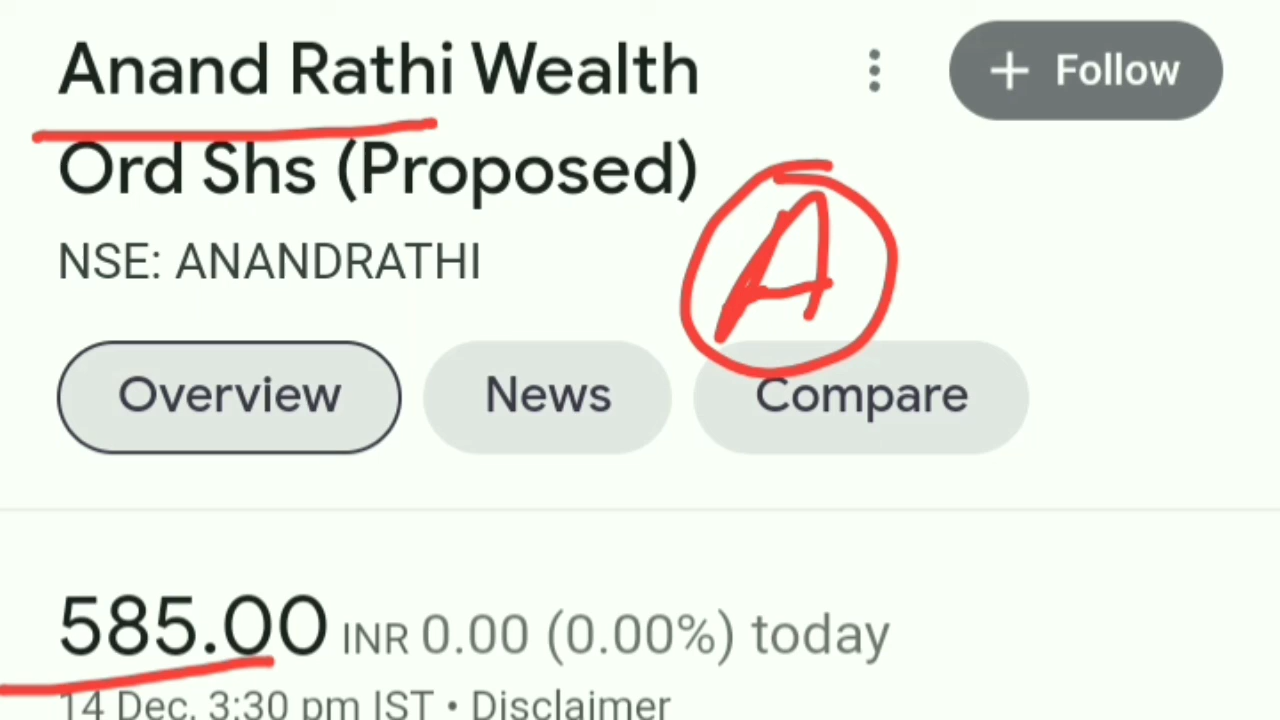 Anand Rathi Wealth
Ord Shs (Proposed)
+ Follow
NSE: ANANDRATHI
A
Overview News Compare
585.00 INR 0.00 (0.00%) today
14 Dec, 3:30 pm IST • Disclaimer